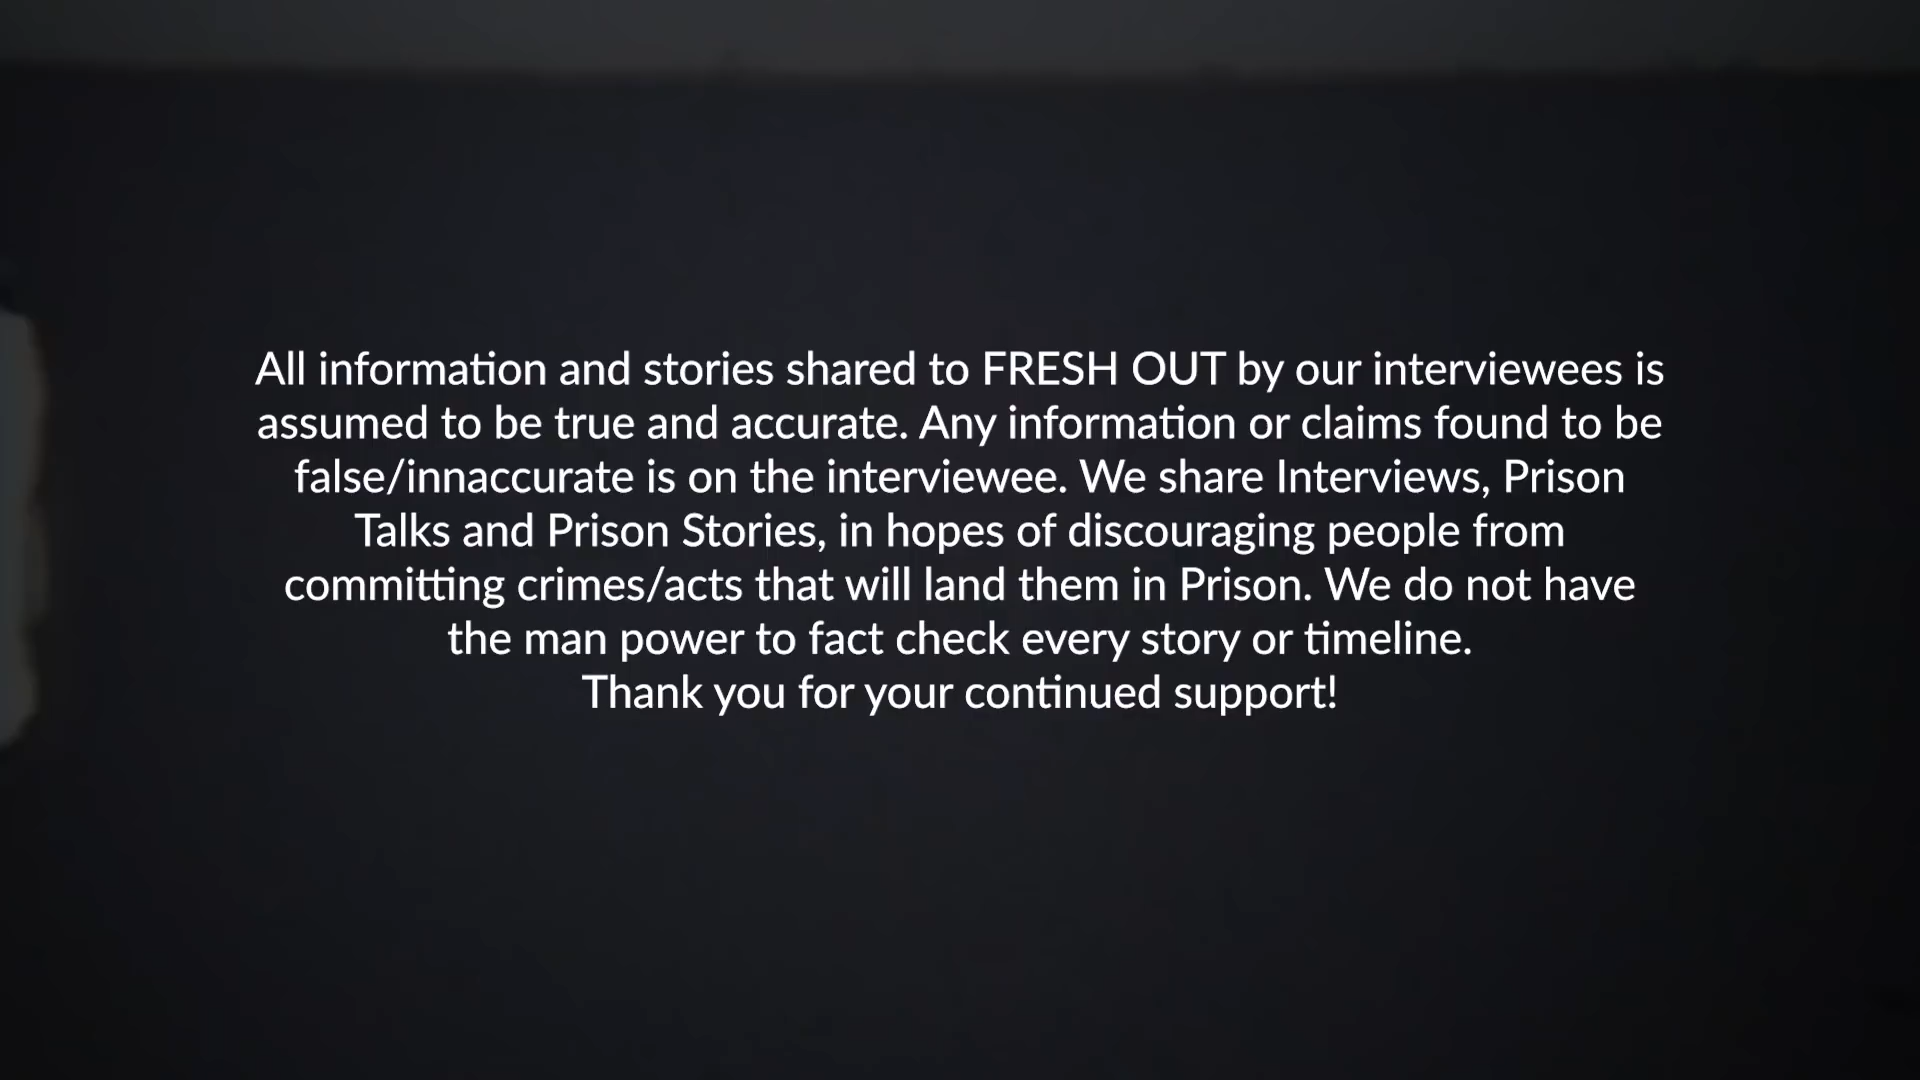 All information and stories shared to FRESH OUT by our interviewees is
assumed to be true and accurate. Any information or claims found to be
false/innaccurate is on the interviewee. We share Interviews, Prison
Talks and Prison Stories, in hopes of discouraging people from
committing crimes/acts that will land them in Prison. We do not have
the man power to fact check every story or timeline.
Thank you for your continued support!